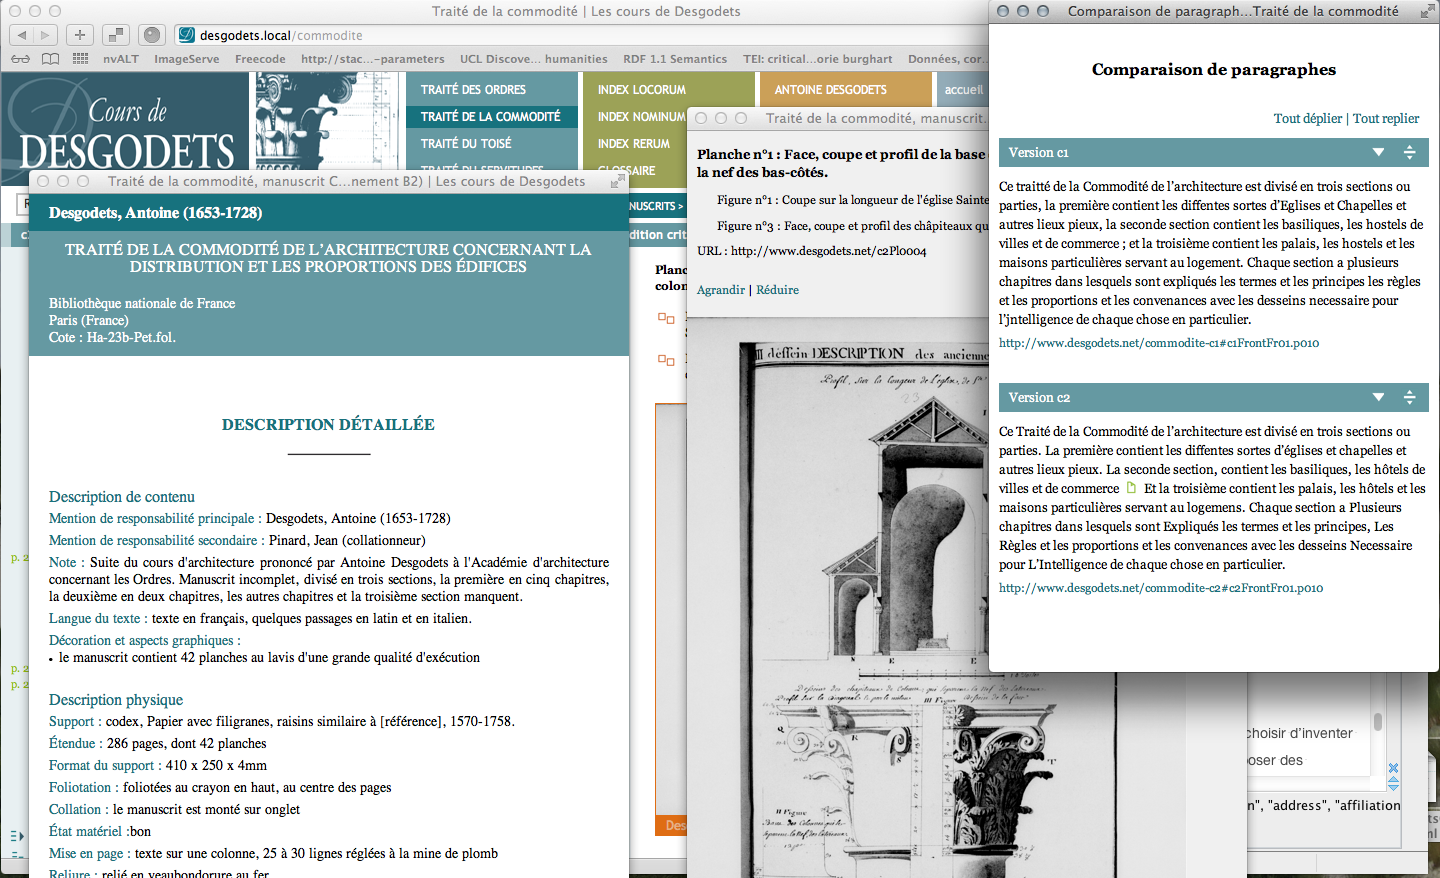 Traité de la commodité | Les cours de Desgodets
desgodets.local/commodite
nvALT ImageServe Freecode http://stac...-parameters UCL Discove... humanities RDF 1.1 Semantics TEI: critical...orie burghart Données, cor...
Cours de
DESGODETS
TRAITÉ DES ORDRES
TRAITÉ DE LA COMMODITÉ
TRAITÉ DU TOISÉ
TRAITÉ DU SERVITUDES
INDEX LOCORUM
INDEX NOMINUM
INDEX RERUM
GLOSSAIRE
ANTOINE DESGODETS
accueil
NUSCRITS >
dition crit
Planc
colon
p. 2
p. 2
p. 2
Des
Traité de la commodité, manuscrit C...nement B2) | Les cours de Desgodets
Desgodets, Antoine (1653-1728)
TRAITÉ DE LA COMMODITÉ DE L'ARCHITECTURE CONCERNANT LA
DISTRIBUTION ET LES PROPORTIONS DES ÉDIFICES
Bibliothèque nationale de France
Paris (France)
Cote : Ha-23b-Pet.fol.
DESCRIPTION DÉTAILLÉE
Description de contenu
Mention de responsabilité principale : Desgodets, Antoine (1653-1728)
Mention de responsabilité secondaire : Pinard, Jean (collationneur)
Note : Suite du cours d'architecture prononcé par Antoine Desgodets à l'Académie d'architecture
concernant les Ordres. Manuscrit incomplet, divisé en trois sections, la première en cinq chapitres,
la deuxième en deux chapitres, les autres chapitres et la troisième section manquent.
Langue du texte : texte en français, quelques passages en latin et en italien.
Décoration et aspects graphiques :
• le manuscrit contient 42 planches au lavis d'une grande qualité d'exécution
Description physique
Support : codex, Papier avec filigranes, raisins similaire à [référence], 1570-1758.
Étendue : 286 pages, dont 42 planches
Format du support : 410 x 250 x 4mm
Foliotation : foliotées au crayon en haut, au centre des pages
Collation : le manuscrit est monté sur onglet
État matériel :bon
Mise en page : texte sur une colonne, 25 à 30 lignes réglées à la mine de plomb
Reliure : relié en veaubondorure au fer
Traité de la commodité, manuscrit.
Planche n°1 : Face, coupe et profil de la base
la nef des bas-côtés.
Figure n°1 : Coupe sur la longueur de l'église Sainte
Figure n°3 : Face, coupe et profil des châpiteaux qu
URL : http://www.desgodets.net/c2Pl0004
Agrandir | Réduire
III dessein DESCRIPTION des ancienne
Profil, sur la Longeur de l'église, de Ste
23
N E E
III Figure
Q R S T
II Figure
Comparaison de paragraph...Traité de la commodité
Comparaison de paragraphes
Tout déplier | Tout replier
Version c1
Ce traitté de la Commodité de l'architecture est divisé en trois sections ou
parties, la première contient les diffentes sortes d'Eglises et Chapelles et
autres lieux pieux, la seconde section contient les basiliques, les hostels de
villes et de commerce ; et la troisième contient les palais, les hostels et les
maisons particulières servant au logement. Chaque section a plusieurs
chapitres dans lesquels sont expliqués les termes et les principes les règles
et les proportions et les convenances avec les desseins necessaire pour
l'jntelligence de chaque chose en particulier.
http://www.desgodets.net/commodite-c1#c1FrontFr01.p010
Version c2
Ce Traité de la Commodité de l'architecture est divisé en trois sections ou
parties. La première contient les diffentes sortes d'églises et chapelles et
autres lieux pieux. La seconde section, contient les basiliques, les hôtels de
villes et de commerce Et la troisième contient les palais, les hôtels et les
maisons particulières servant au logemens. Chaque section a Plusieurs
chapitres dans lesquels sont Expliqués les termes et les principes, Les
Règles et les proportions et les convenances avec les desseins Necessaire
pour L'Intelligence de chaque chose en particulier.
http://www.desgodets.net/commodite-c2#c2FrontFr01.p010
choisir d'inventer
oser des
n", "address", "affiliation